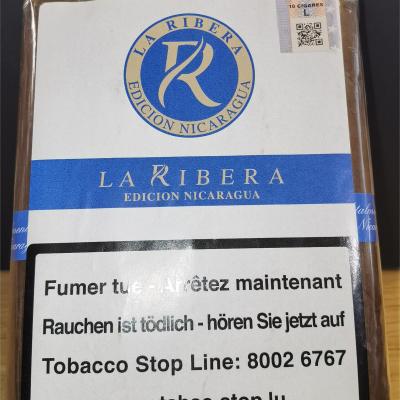 10 CIGARES
L
LA RIBERA
EDICION NICARAGUA
LA RIBERA
EDICION NICARAGUA
Fumer tue - Arrêtez maintenant
Rauchen ist tödlich - hören Sie jetzt auf
Tobacco Stop Line: 8002 6767